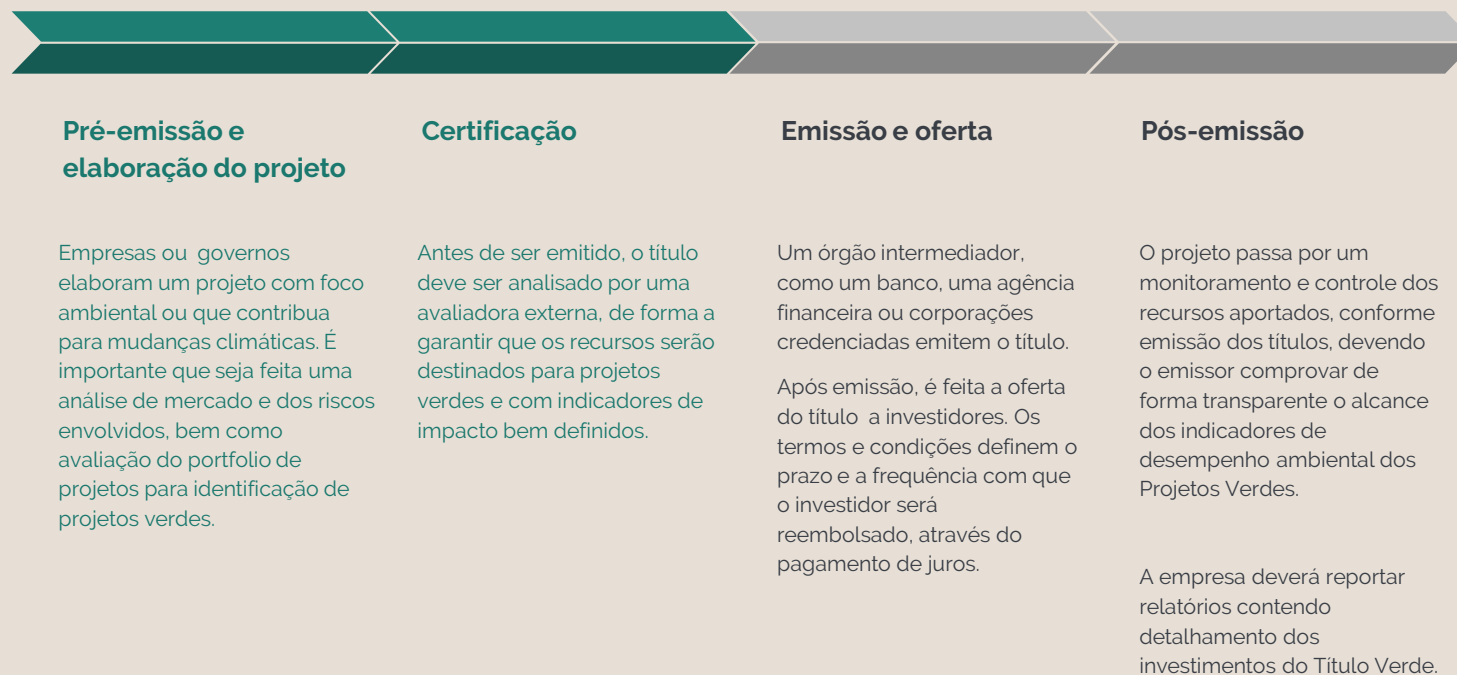 Pré-emissão e
elaboração do projeto
Empresas ou  governos
elaboram um projeto com foco
ambiental ou que contribua
para mudanças climáticas. É
importante que seja feita uma
análise de mercado e dos riscos
envolvidos, bem como
avaliação do portfolio de
projetos para identificação de
projetos verdes.
Certificação
Antes de ser emitido, o título
deve ser analisado por uma
avaliadora externa, de forma a
garantir que os recursos serão
destinados para projetos
verdes e com indicadores de
impacto bem definidos.
Emissão e oferta
Um órgão intermediador,
como um banco, uma agência
financeira ou corporações
credenciadas emitem o título.
Após emissão, é feita a oferta
do título  a investidores. Os
termos e condições definem o
prazo e a frequência com que
o investidor será
reembolsado, através do
pagamento de juros.
Pós-emissão
O projeto passa por um
monitoramento e controle dos
recursos aportados, conforme
emissão dos títulos, devendo
o emissor comprovar de
forma transparente o alcance
dos indicadores de
desempenho ambiental dos
Projetos Verdes.
A empresa deverá reportar
relatórios contendo
detalhamento dos
investimentos do Título Verde.